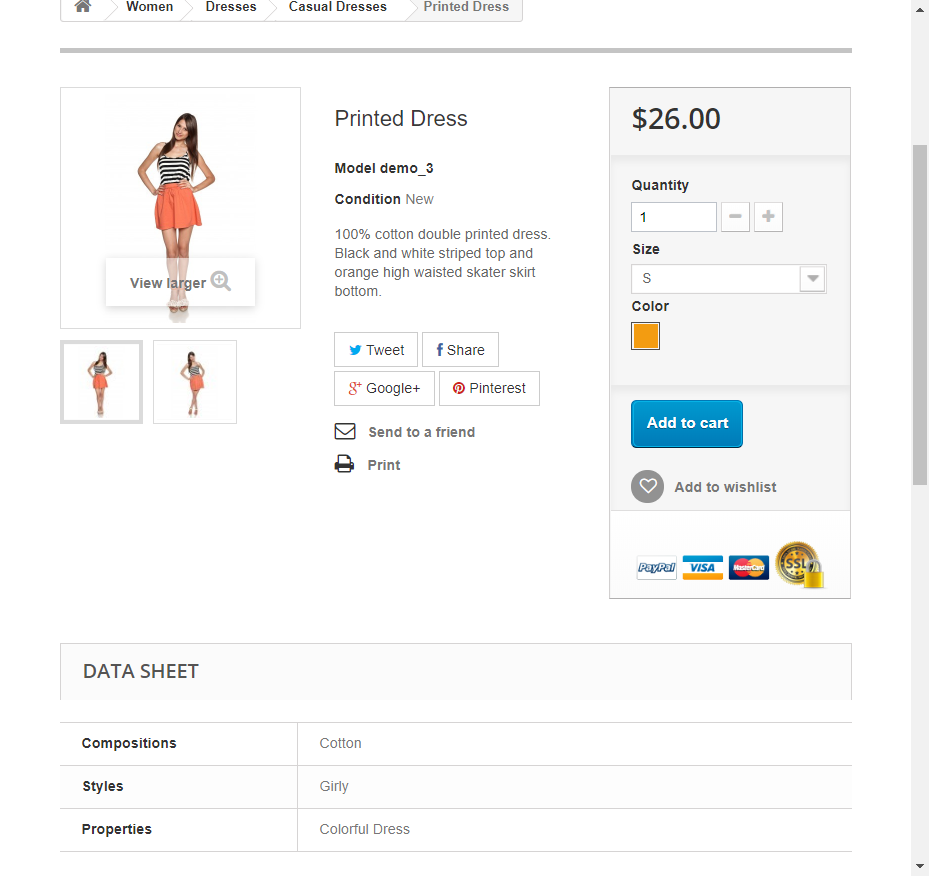 Women
Dresses
Casual Dresses
Printed Dress
View larger
Printed Dress
Model demo_3
Condition New
100% cotton double printed dress.
Black and white striped top and
orange high waisted skater skirt
bottom.
Tweet
Share
Google+
Pinterest
Send to a friend
Print
$26.00
Quantity
1
Size
S
Color
Add to cart
Add to wishlist
PayPal
VISA
MasterCard
SSL
DATA SHEET
Compositions Cotton
Styles Girly
Properties Colorful Dress